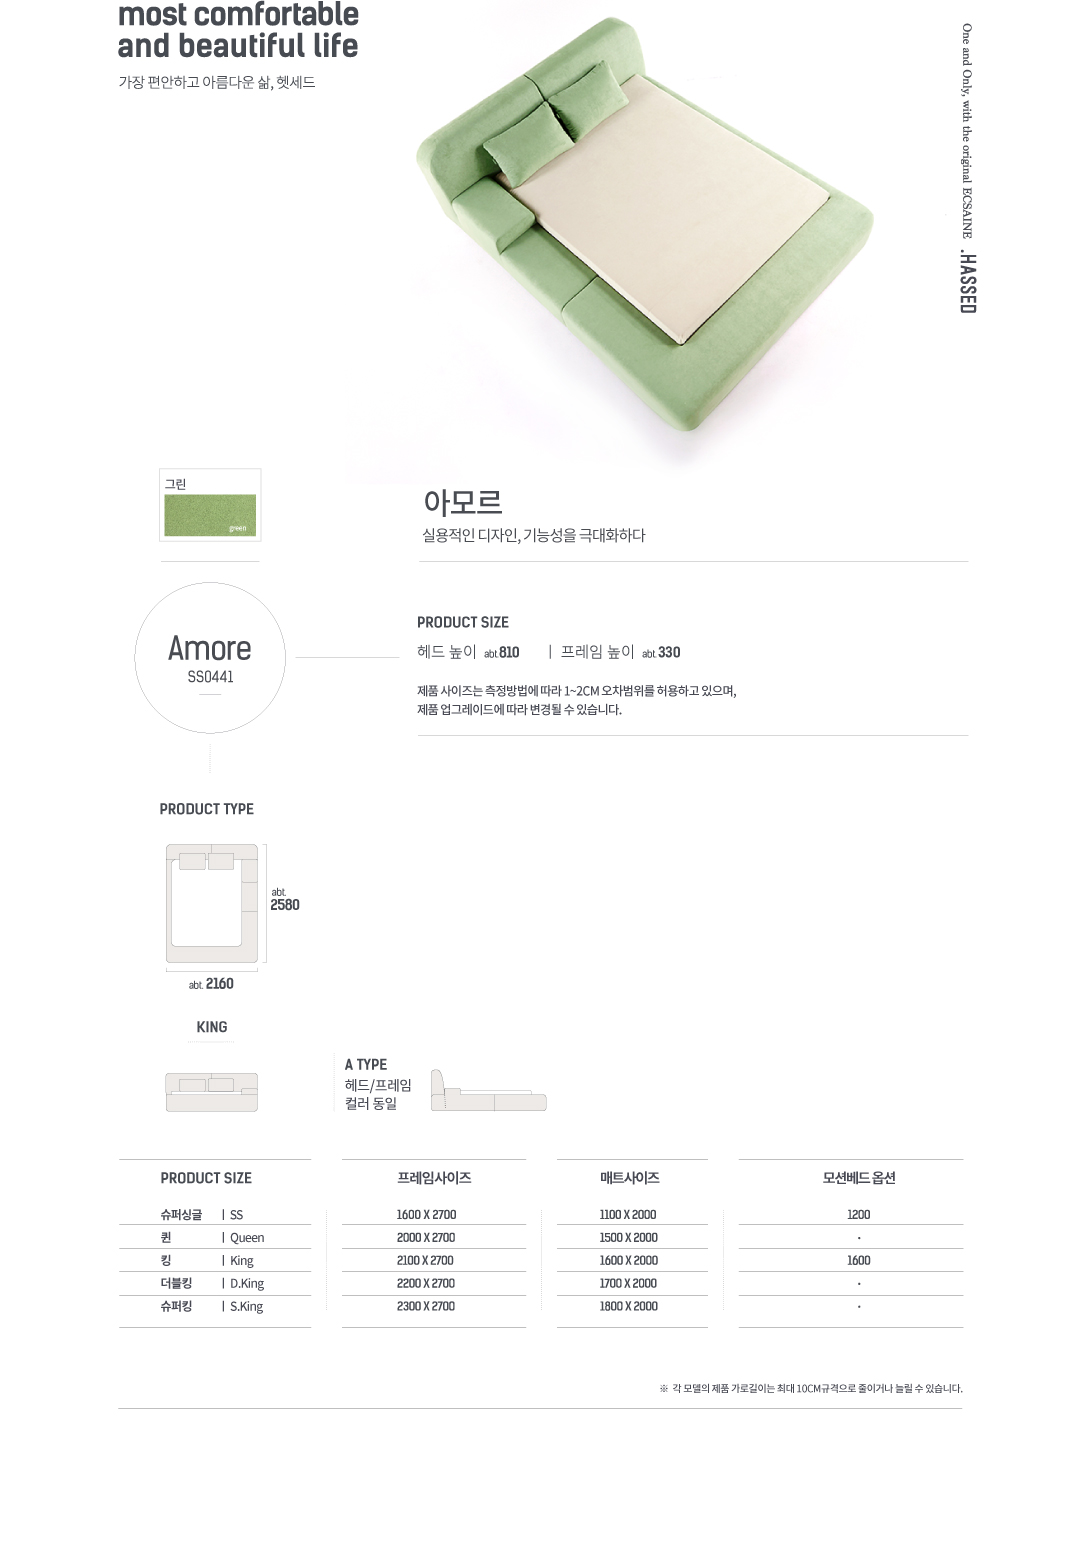 most comfortable
and beautiful life
가장 편안하고 아름다운 삶, 헷세드
One and Only, with the original ECSAINE .HASSED
그린
green
아모르
실용적인 디자인, 기능성을 극대화하다
Amore
SS0441
PRODUCT SIZE
헤드 높이 abt.810 | 프레임 높이 abt.330
제품 사이즈는 측정방법에 따라 1~2CM 오차범위를 허용하고 있으며,
제품 업그레이드에 따라 변경될 수 있습니다.
PRODUCT TYPE
abt.
2580
abt. 2160
KING
A TYPE
헤드/프레임
컬러 동일
PRODUCT SIZE 프레임사이즈 매트사이즈 모션베드 옵션
슈퍼싱글 | SS 1600 X 2700 1100 X 2000 1200
퀸 | Queen 2000 X 2700 1500 X 2000 ·
킹 | King 2100 X 2700 1600 X 2000 1600
더블킹 | D.King 2200 X 2700 1700 X 2000 ·
슈퍼킹 | S.King 2300 X 2700 1800 X 2000 ·
※ 각 모델의 제품 가로길이는 최대 10CM규격으로 줄이거나 늘릴 수 있습니다.